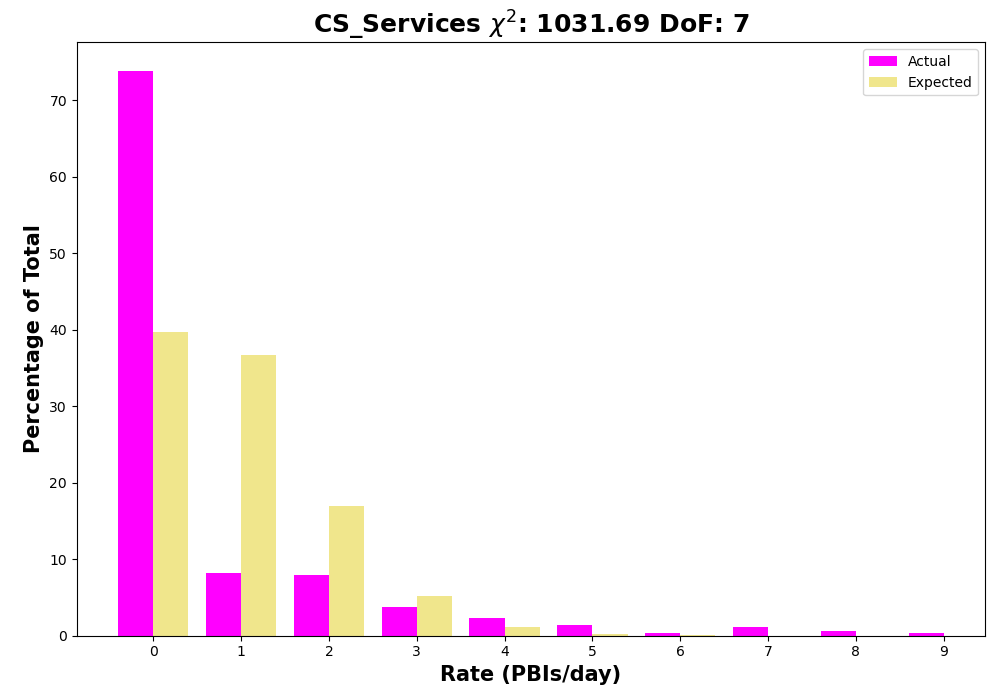 CS_Services χ²: 1031.69 DoF: 7
Actual
Expected
Percentage of Total
70
60
50
40
30
20
10
0
0 1 2 3 4 5 6 7 8 9
Rate (PBIs/day)